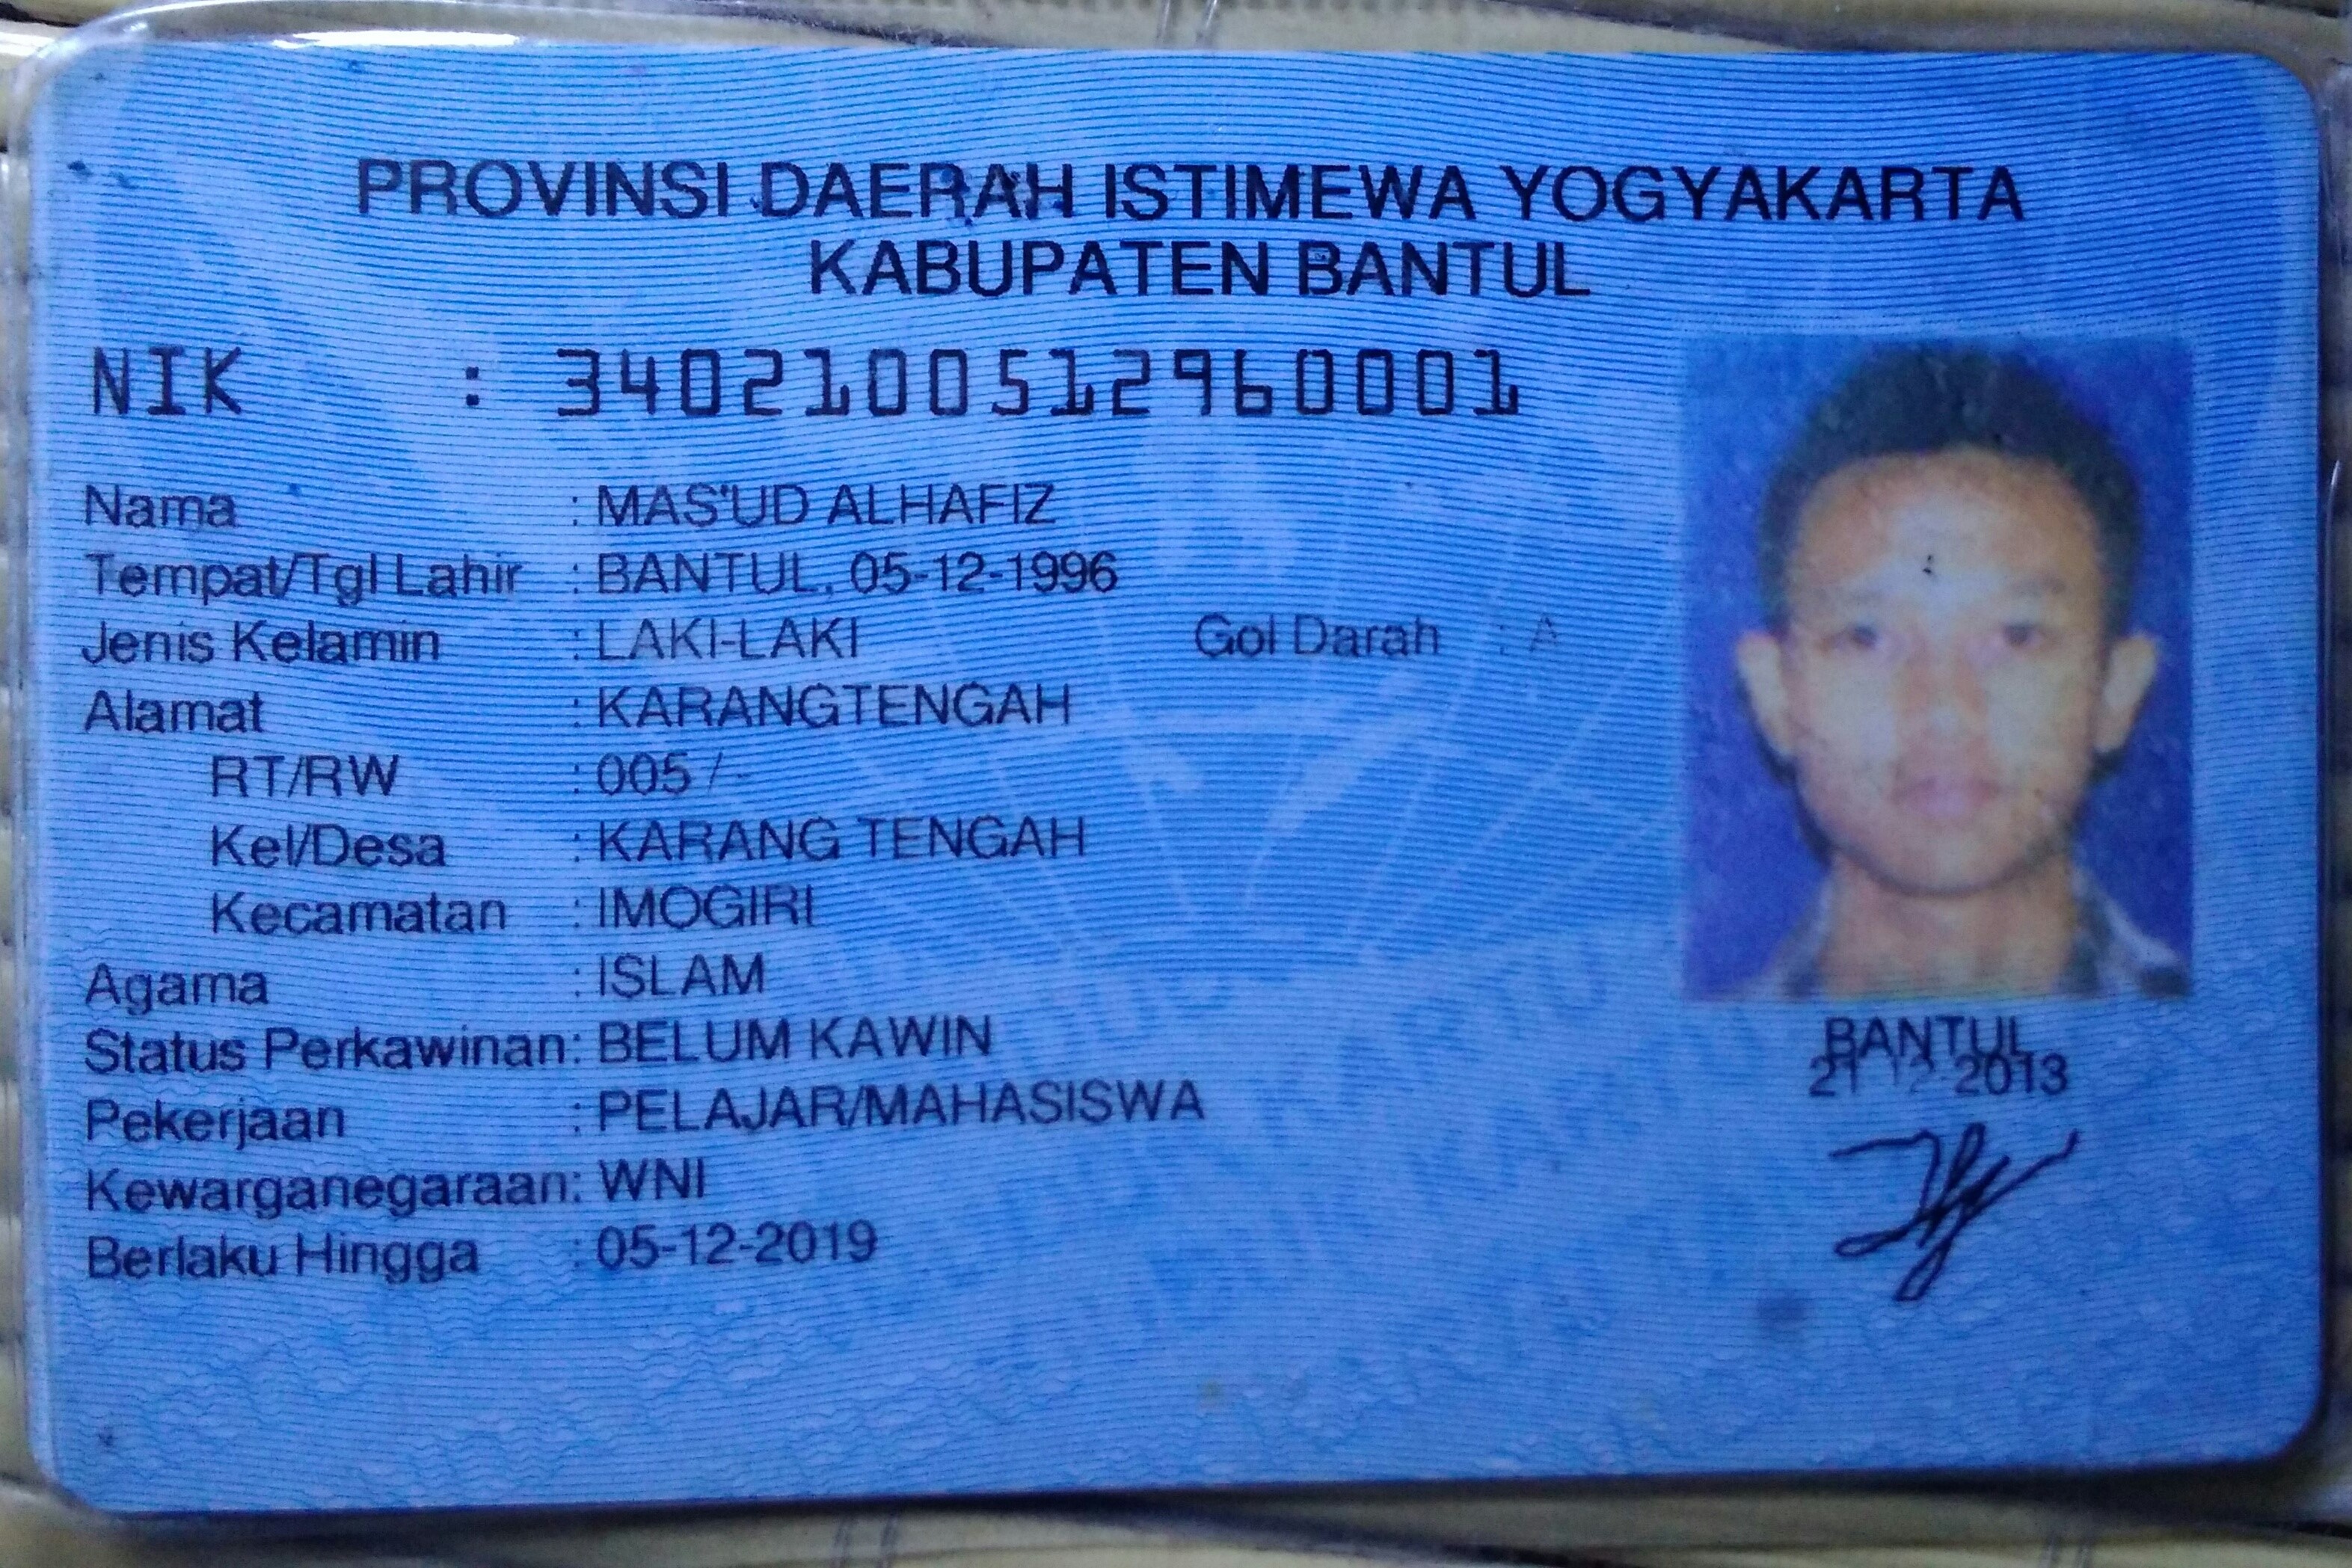 PROVINSI DAERAH ISTIMEWA YOGYAKARTA
KABUPATEN BANTUL
NIK : 3402100512960001
Nama : MAS'UD ALHAFIZ
Tempat/Tgl Lahir : BANTUL, 05-12-1996
Jenis Kelamin : LAKI-LAKI Gol Darah : A
Alamat : KARANGTENGAH
RT/RW : 005 / -
Kel/Desa : KARANG TENGAH
Kecamatan : IMOGIRI
Agama : ISLAM
Status Perkawinan: BELUM KAWIN
Pekerjaan : PELAJAR/MAHASISWA
Kewarganegaraan: WNI
Berlaku Hingga : 05-12-2019
BANTUL
21-12-2013